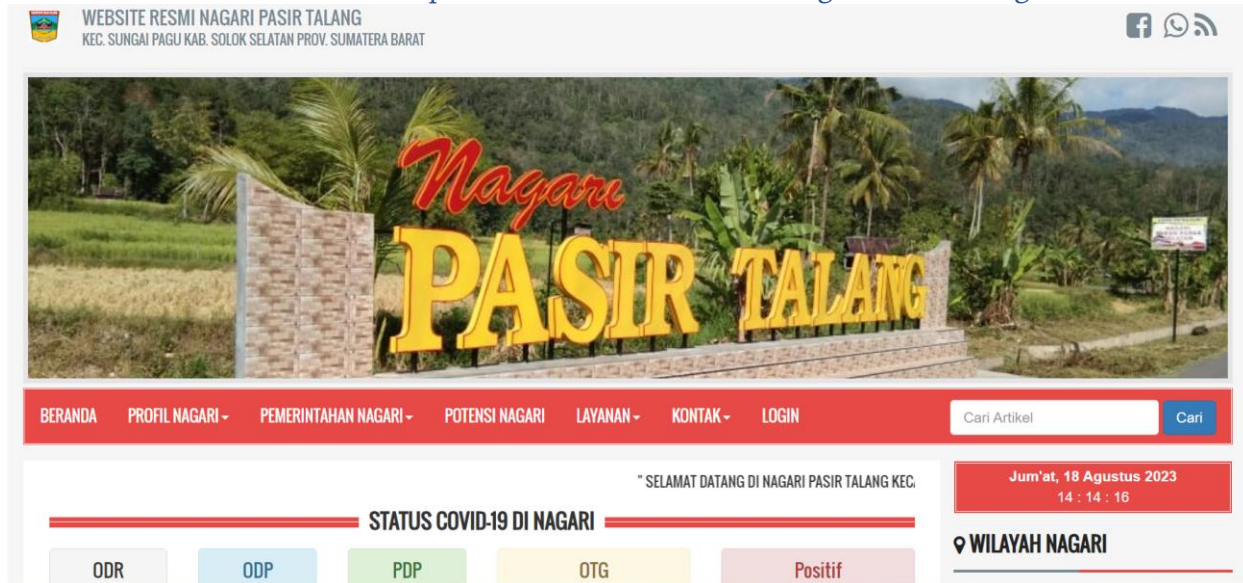 WEBSITE RESMI NAGARI PASIR TALANG
KEC. SUNGAI PAGU KAB. SOLOK SELATAN PROV. SUMATERA BARAT
Nagari
PASIR TALANG
BERANDA PROFIL NAGARI PEMERINTAHAN NAGARI POTENSI NAGARI LAYANAN KONTAK LOGIN
Cari Artikel Cari
" SELAMAT DATANG DI NAGARI PASIR TALANG KEC
Jum'at, 18 Agustus 2023
14 : 14 : 16
STATUS COVID-19 DI NAGARI
WILAYAH NAGARI
ODR ODP PDP OTG Positif